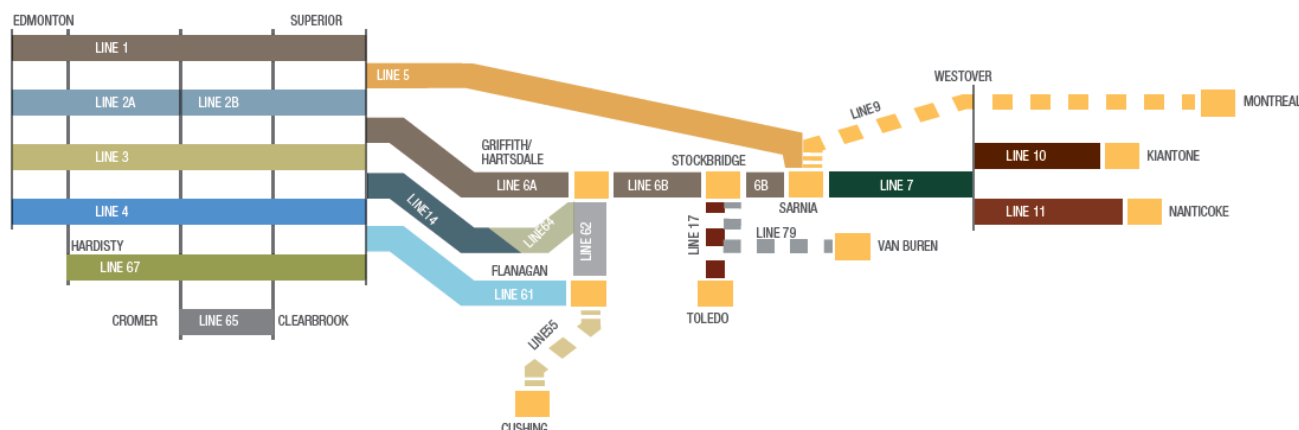 EDMONTON
SUPERIOR
LINE 1
LINE 5
WESTOVER
LINE 2A
LINE 2B
LINE9
MONTREAL
GRIFFITH/
HARTSDALE
STOCKBRIDGE
LINE 3
LINE 10
KIANTONE
LINE 6A
LINE 6B
6B
LINE 7
SARNIA
LINE 4
LINE14
LINE64
LINE 62
LINE 17
LINE 79
LINE 11
NANTICOKE
HARDISTY
VAN BUREN
LINE 67
FLANAGAN
LINE 61
CROMER
LINE 65
CLEARBROOK
TOLEDO
LINE55
CUSHING